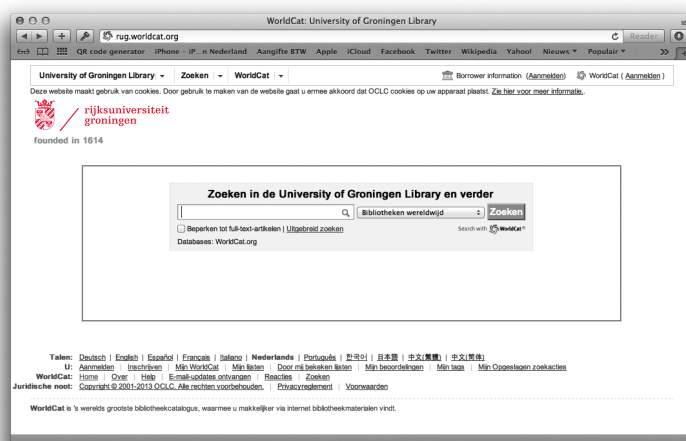 WorldCat: University of Groningen Library
rug.worldcat.org
Reader
QR code generator iPhone – iP...n Nederland Aangifte BTW Apple iCloud Facebook Twitter Wikipedia Yahoo! Nieuws Populair
University of Groningen Library Zoeken WorldCat Borrower information (Aanmelden) WorldCat ( Aanmelden )
Deze website maakt gebruik van cookies. Door gebruik te maken van de website gaat u ermee akkoord dat OCLC cookies op uw apparaat plaatst. Zie hier voor meer informatie..
rijksuniversiteit
groningen
founded in 1614
Zoeken in de University of Groningen Library en verder
Bibliotheken wereldwijd Zoeken
Beperken tot full-text-artikelen | Uitgebreid zoeken Search with WorldCat®
Databases: WorldCat.org
Talen: Deutsch | English | Español | Français | Italiano | Nederlands | Português | 한국어 | 日本語 | 中文(繁體) | 中文(简体)
U: Aanmelden | Inschrijven | Mijn WorldCat | Mijn lijsten | Door mij bekeken lijsten | Mijn beoordelingen | Mijn tags | Mijn Opgeslagen zoekacties
WorldCat: Home | Over | Help | E-mail-updates ontvangen | Reacties | Zoeken
Juridische noot: Copyright © 2001-2013 OCLC. Alle rechten voorbehouden. | Privacyreglement | Voorwaarden
WorldCat is 's werelds grootste bibliotheekcatalogus, waarmee u makkelijker via internet bibliotheekmaterialen vindt.